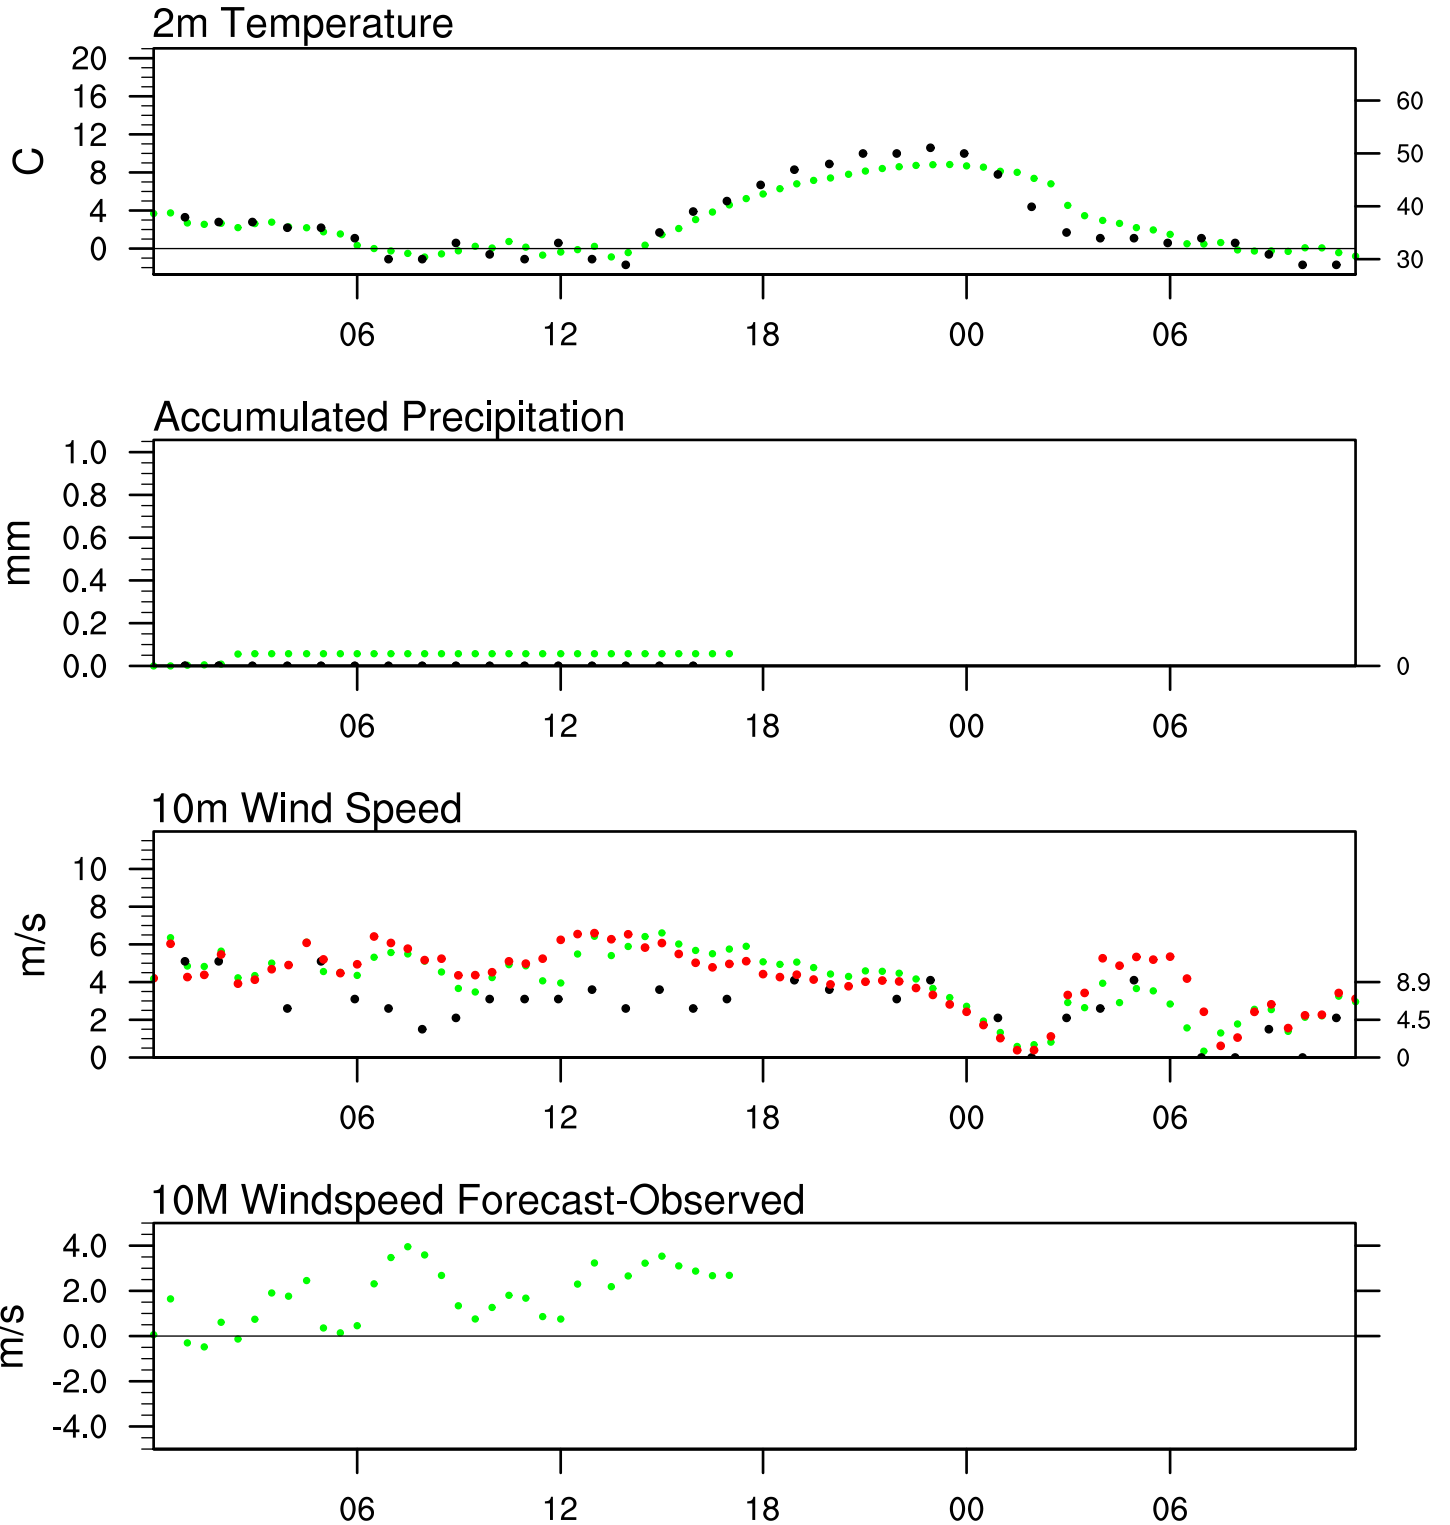 2m Temperature
20
16
12
8
4
0
C
60
50
40
30
06 12 18 00 06
Accumulated Precipitation
1.0
0.8
0.6
0.4
0.2
0.0
mm
0
06 12 18 00 06
10m Wind Speed
10
8
6
4
2
0
m/s
8.9
4.5
0
06 12 18 00 06
10M Windspeed Forecast-Observed
4.0
2.0
0.0
-2.0
-4.0
m/s
06 12 18 00 06